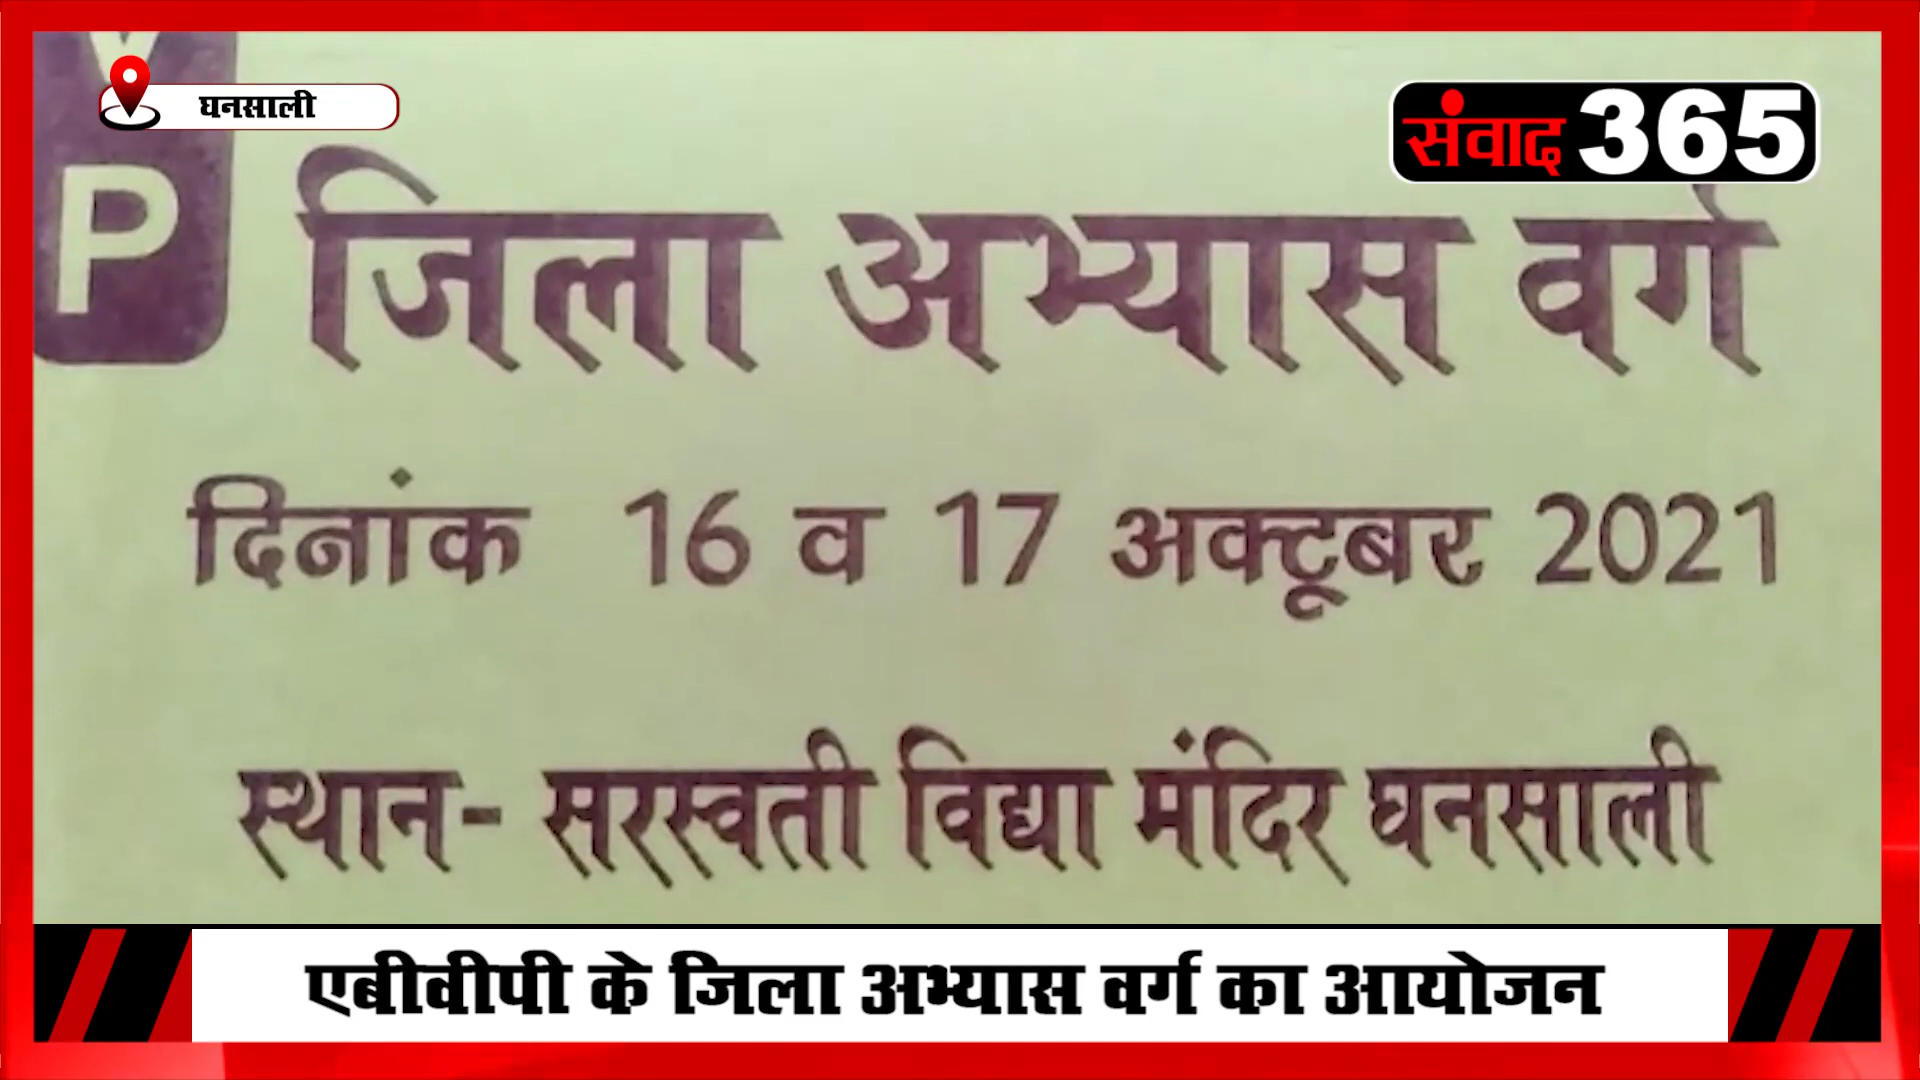 घनसाली
संवाद 365
V
P
जिला अभ्यास वर्ग
दिनांक 16 व 17 अक्टूबर 2021
स्थान- सरस्वती विद्या मंदिर घनसाली
एबीवीपी के जिला अभ्यास वर्ग का आयोजन